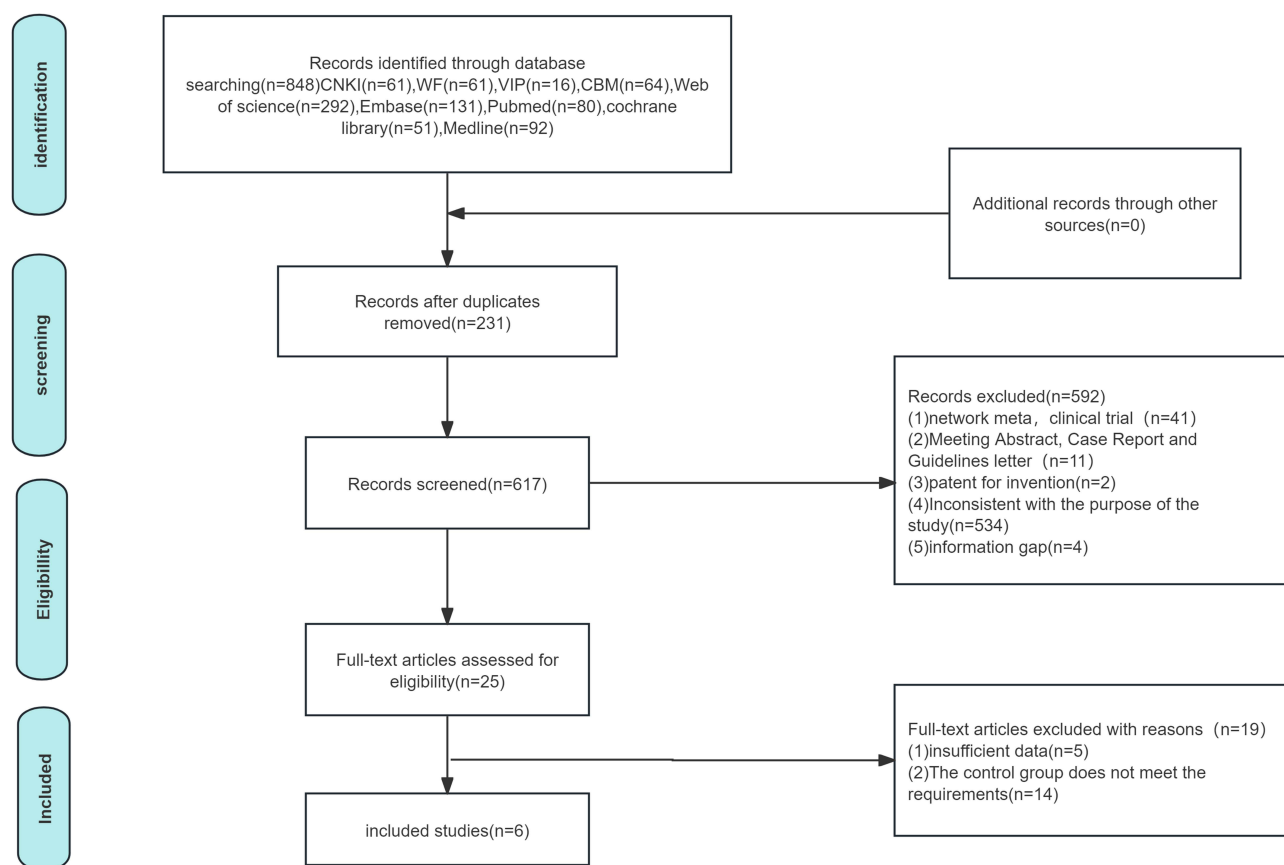 identification
Records identified through database
searching(n=848)CNKI(n=61),WF(n=61),VIP(n=16),CBM(n=64),Web
of science(n=292),Embase(n=131),Pubmed(n=80),cochrane
library(n=51),Medline(n=92)
Additional records through other
sources(n=0)
screening
Records after duplicates
removed(n=231)
Records screened(n=617)
Records excluded(n=592)
(1)network meta，clinical trial（n=41)
(2)Meeting Abstract, Case Report and
Guidelines letter（n=11)
(3)patent for invention(n=2)
(4)Inconsistent with the purpose of the
study(n=534)
(5)information gap(n=4)
Eligibillity
Full-text articles assessed for
eligibility(n=25)
Full-text articles excluded with reasons（n=19)
(1)insufficient data(n=5)
(2)The control group does not meet the
requirements(n=14)
Included
included studies(n=6)